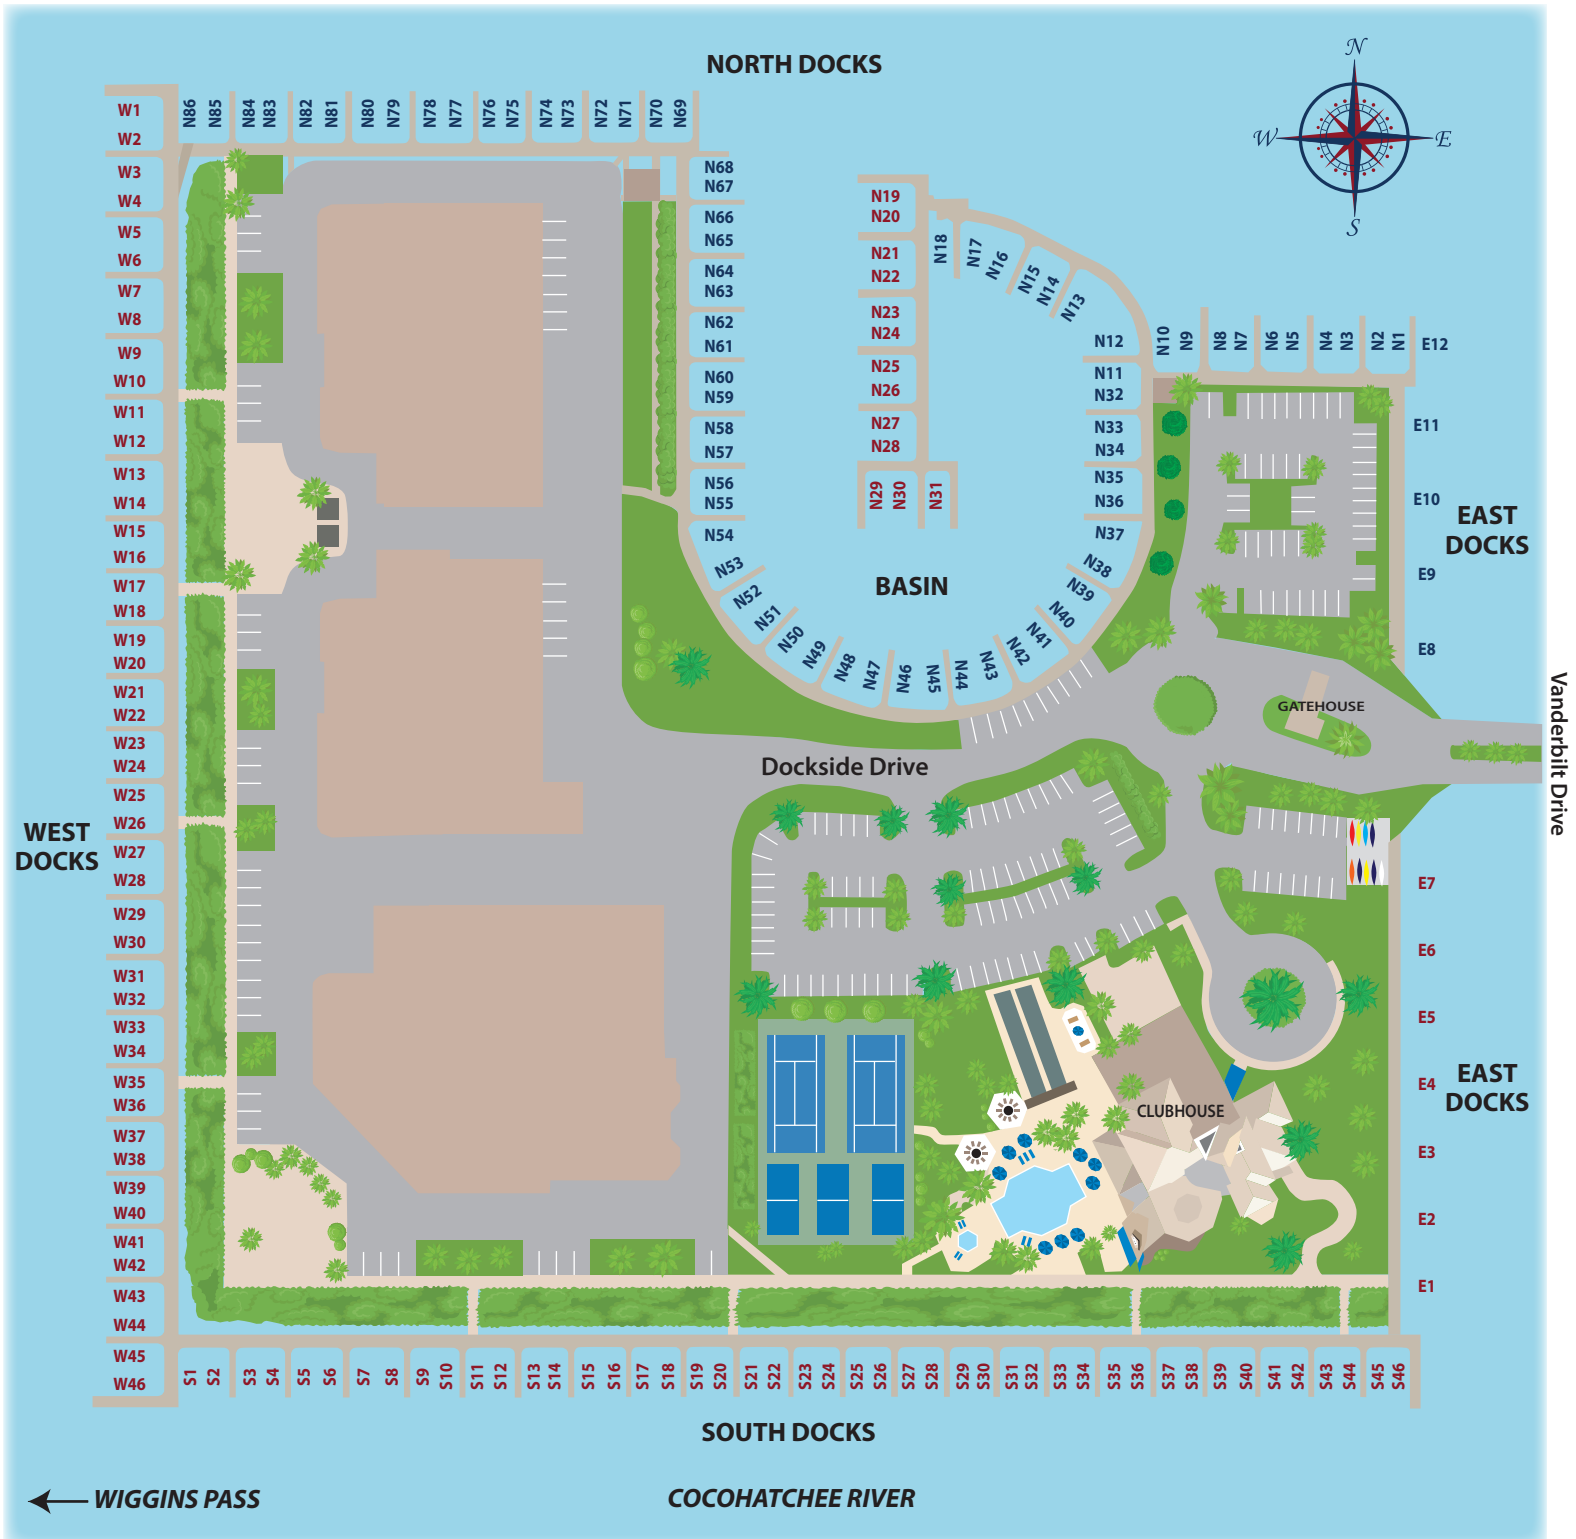 NORTH DOCKS
N
W
E
S
W1
W2
W3
W4
W5
W6
W7
W8
W9
W10
W11
W12
W13
W14
W15
W16
W17
W18
W19
W20
W21
W22
W23
W24
W25
W26
W27
W28
W29
W30
W31
W32
W33
W34
W35
W36
W37
W38
W39
W40
W41
W42
W43
W44
W45
W46
WEST
DOCKS
N86
N85
N84
N83
N82
N81
N80
N79
N78
N77
N76
N75
N74
N73
N72
N71
N70
N69
N68
N67
N66
N65
N64
N63
N62
N61
N60
N59
N58
N57
N56
N55
N54
N53
N52
N51
N50
N49
N48
N47
N46
N45
N44
N43
N42
N41
N40
N39
N38
N37
N36
N35
N34
N33
N32
N11
N12
N13
N14
N15
N16
N17
N18
N19
N20
N21
N22
N23
N24
N25
N26
N27
N28
N29
N30
N31
BASIN
N10
N9
N8
N7
N6
N5
N4
N3
N2
N1
E12
E11
E10
EAST
DOCKS
E9
E8
GATEHOUSE
Vanderbilt Drive
Dockside Drive
E7
E6
E5
E4
EAST
DOCKS
CLUBHOUSE
E3
E2
E1
S1
S2
S3
S4
S5
S6
S7
S8
S9
S10
S11
S12
S13
S14
S15
S16
S17
S18
S19
S20
S21
S22
S23
S24
S25
S26
S27
S28
S29
S30
S31
S32
S33
S34
S35
S36
S37
S38
S39
S40
S41
S42
S43
S44
S45
S46
SOUTH DOCKS
WIGGINS PASS
COCOHATCHEE RIVER